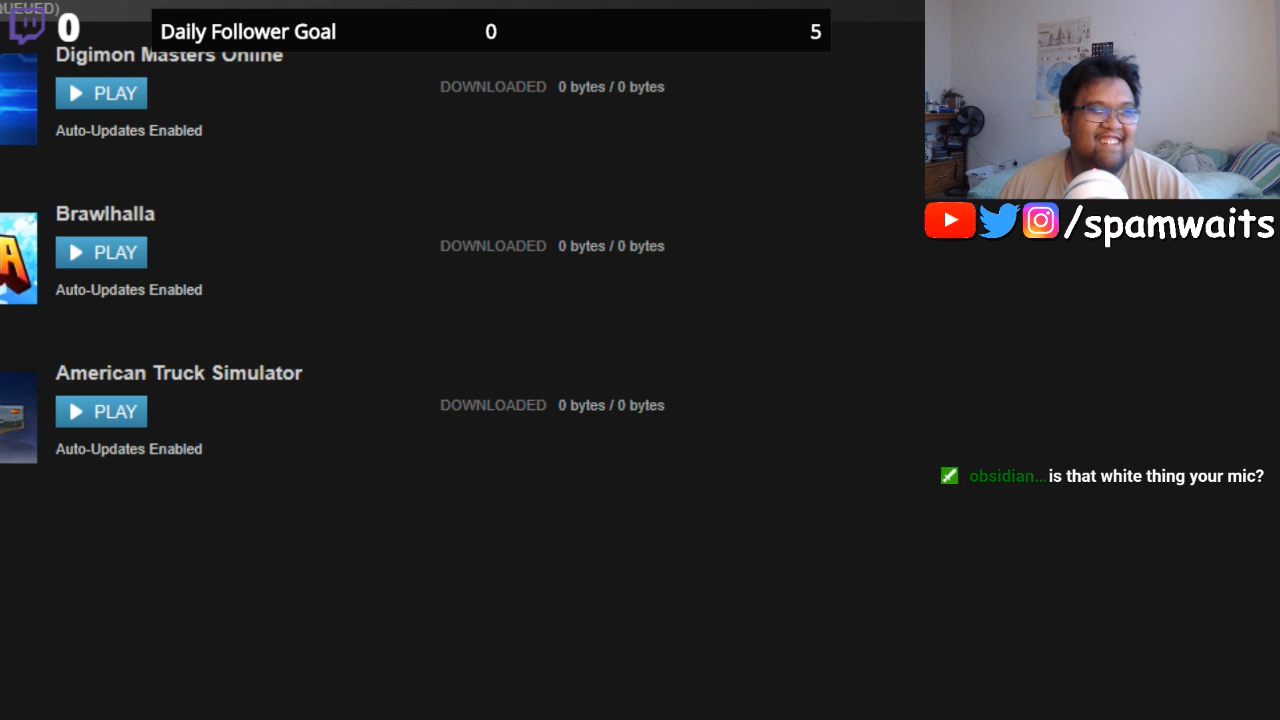 QUEUED)
0
Daily Follower Goal 0 5
Digimon Masters Online
PLAY
DOWNLOADED 0 bytes / 0 bytes
Auto-Updates Enabled
Brawlhalla
PLAY
DOWNLOADED 0 bytes / 0 bytes
Auto-Updates Enabled
American Truck Simulator
PLAY
DOWNLOADED 0 bytes / 0 bytes
Auto-Updates Enabled
/spamwaits
obsidian... is that white thing your mic?